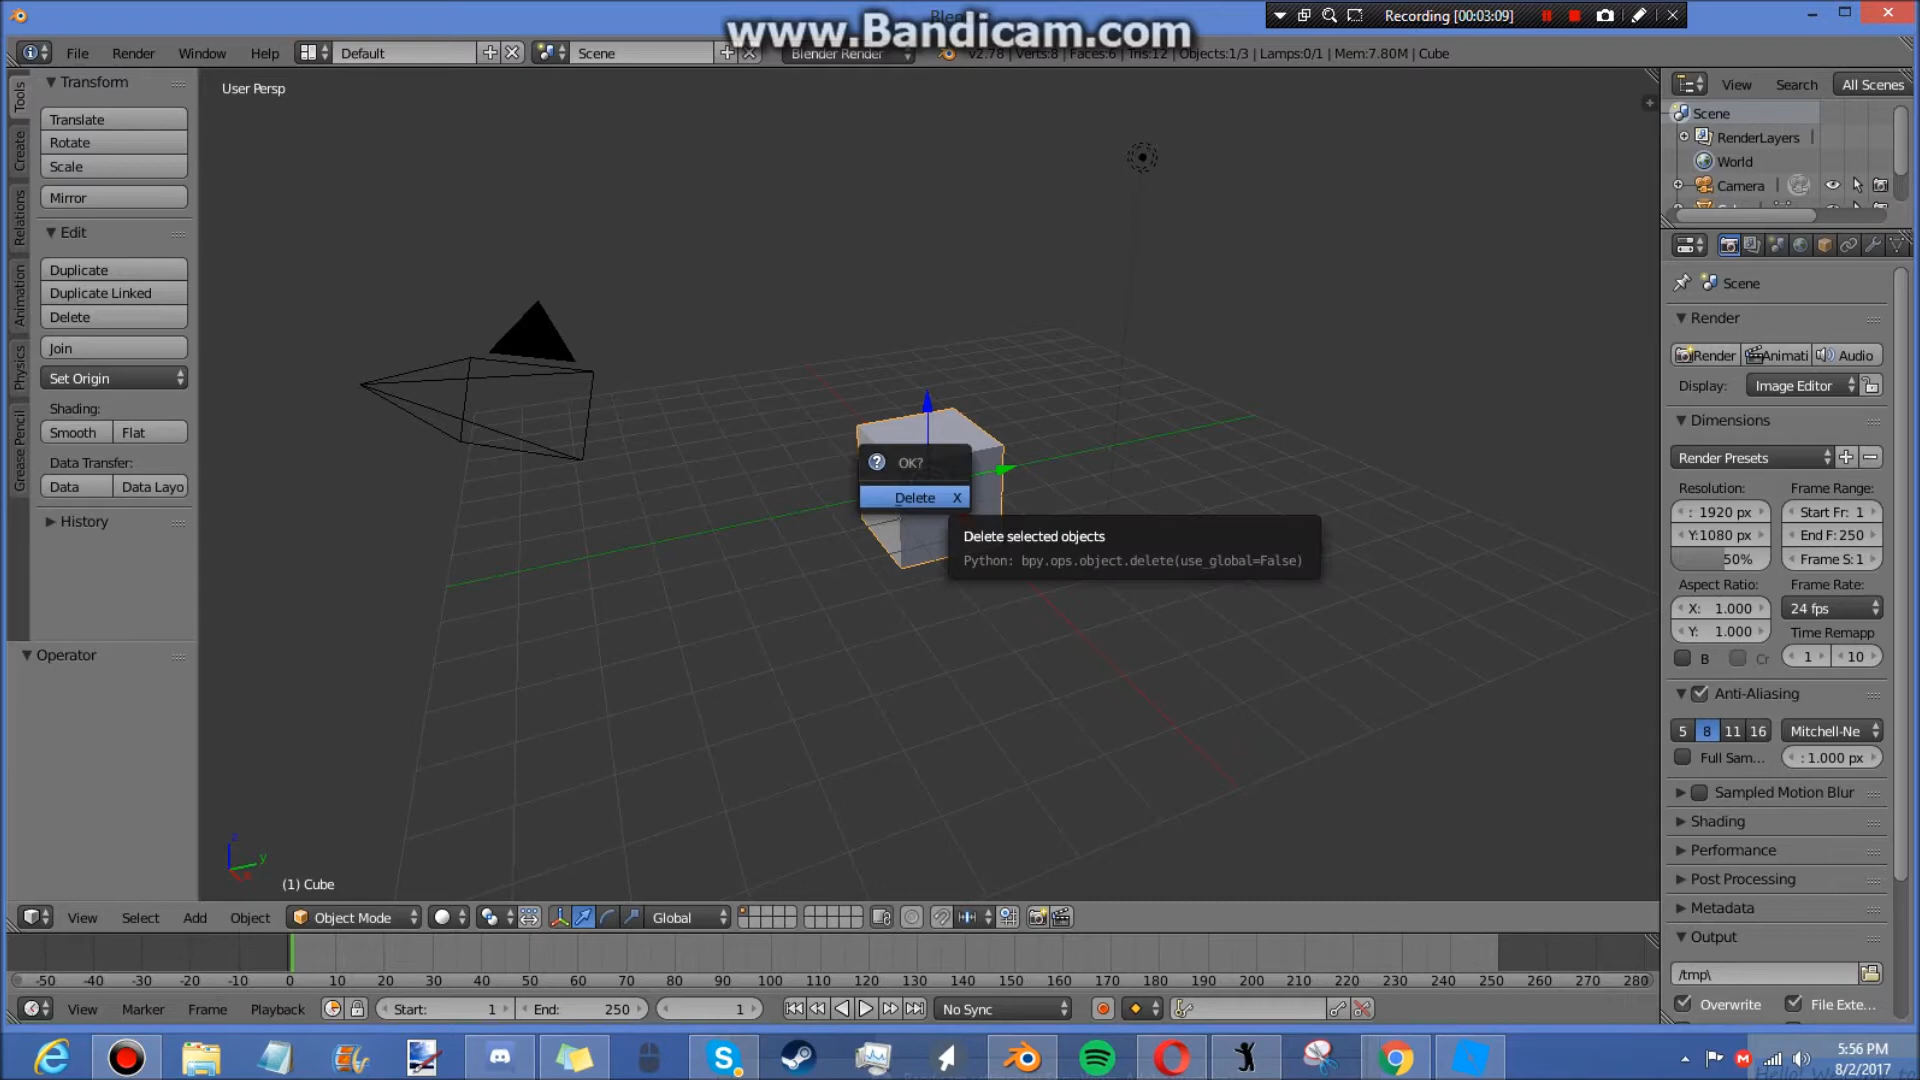 www.Bandicam.com
Recording [00:03:09]
File Render Window Help Default Scene Blender Render v2.78 | Verts:8 | Faces:6 | Tris:12 | Objects:1/3 | Lamps:0/1 | Mem:7.80M | Cube
Tools
Create
Relations
Animation
Physics
Grease Pencil
Transform
Translate
Rotate
Scale
Mirror
Edit
Duplicate
Duplicate Linked
Delete
Join
Set Origin
Shading:
Smooth Flat
Data Transfer:
Data Data Layo
History
Operator
User Persp
OK?
Delete X
Delete selected objects
Python: bpy.ops.object.delete(use_global=False)
z
y
(1) Cube
View Search All Scenes
Scene
RenderLayers
World
Camera
Scene
Render
Render Animati Audio
Display: Image Editor
Dimensions
Render Presets
Resolution: Frame Range:
: 1920 px Start Fr: 1
Y:1080 px End F: 250
50% Frame S:1
Aspect Ratio: Frame Rate:
X: 1.000 24 fps
Y: 1.000 Time Remapp
1 10
B Cr
Anti-Aliasing
5 8 11 16 Mitchell-Ne
Full Sam... : 1.000 px
Sampled Motion Blur
Shading
Performance
Post Processing
Metadata
Output
/tmp\
Overwrite File Exte...
View Select Add Object Object Mode Global
-50 -40 -30 -20 -10 0 10 20 30 40 50 60 70 80 90 100 110 120 130 140 150 160 170 180 190 200 210 220 230 240 250 260 270 280
View Marker Frame Playback Start: 1 End: 250 1 No Sync
5:56 PM
8/2/2017